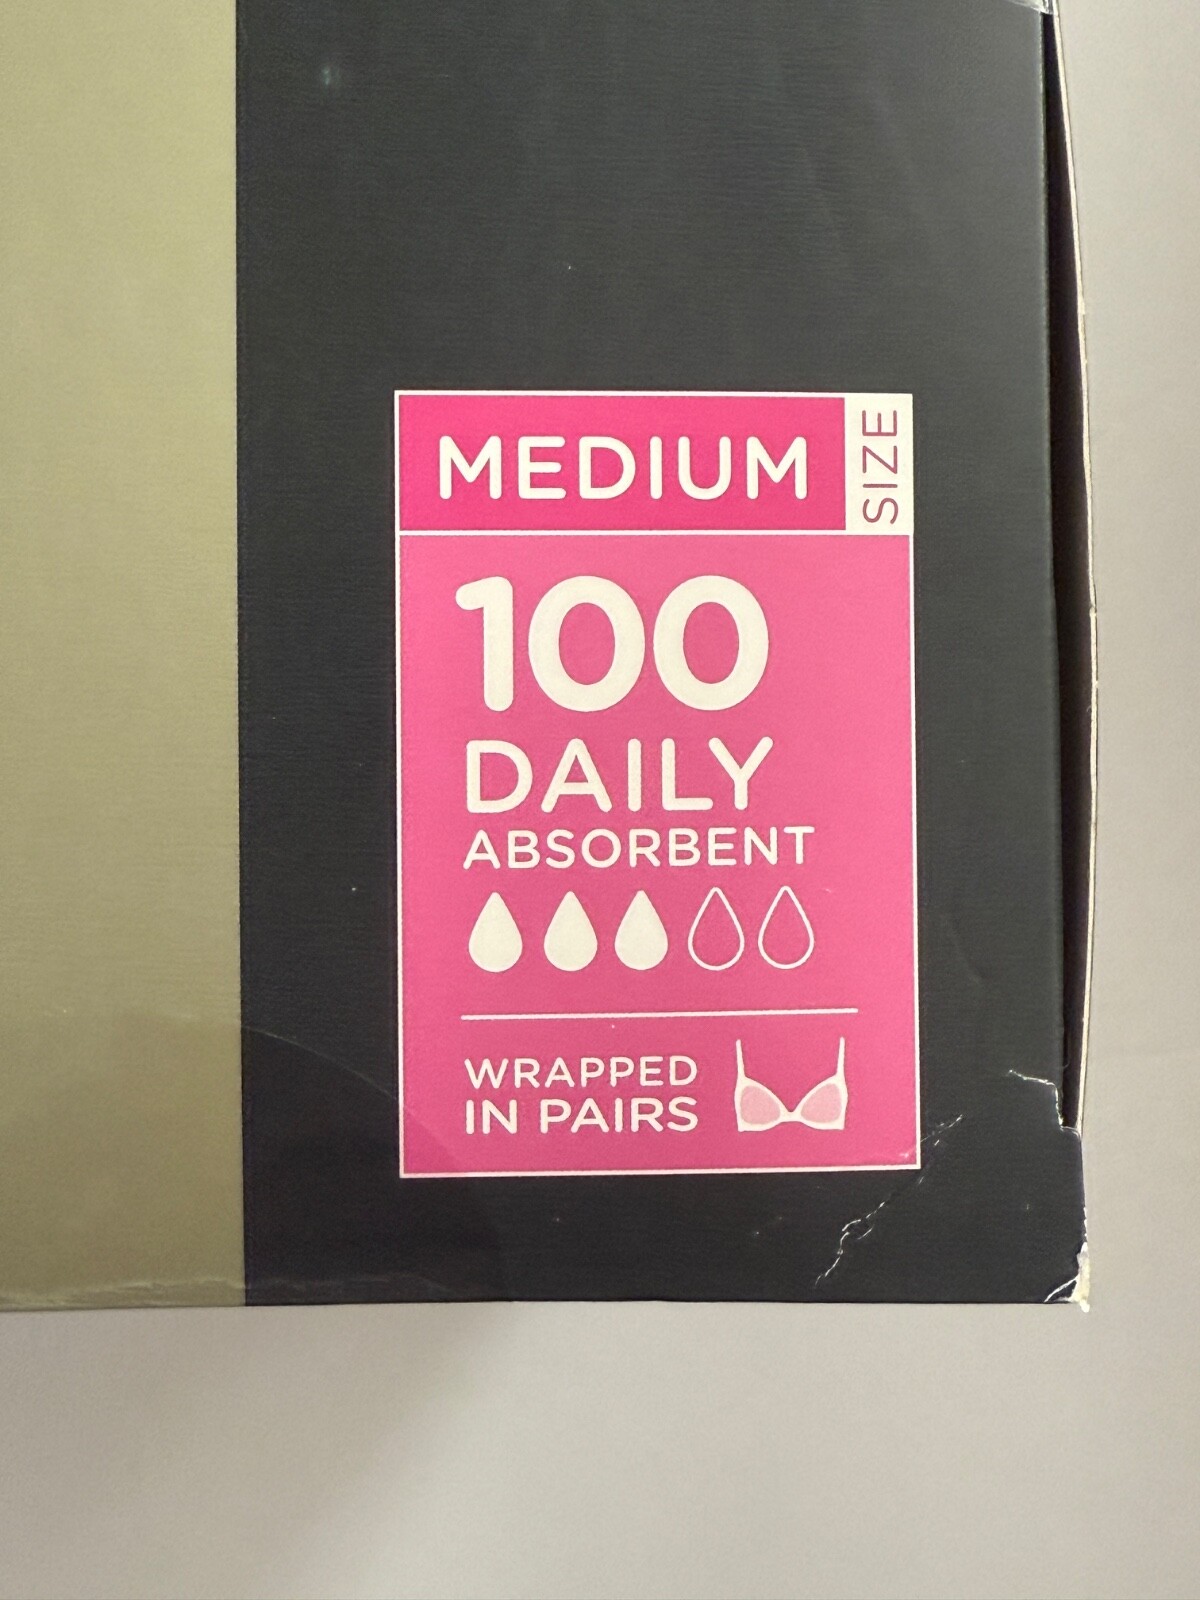 MEDIUM
SIZE
100
DAILY
ABSORBENT
WRAPPED
IN PAIRS